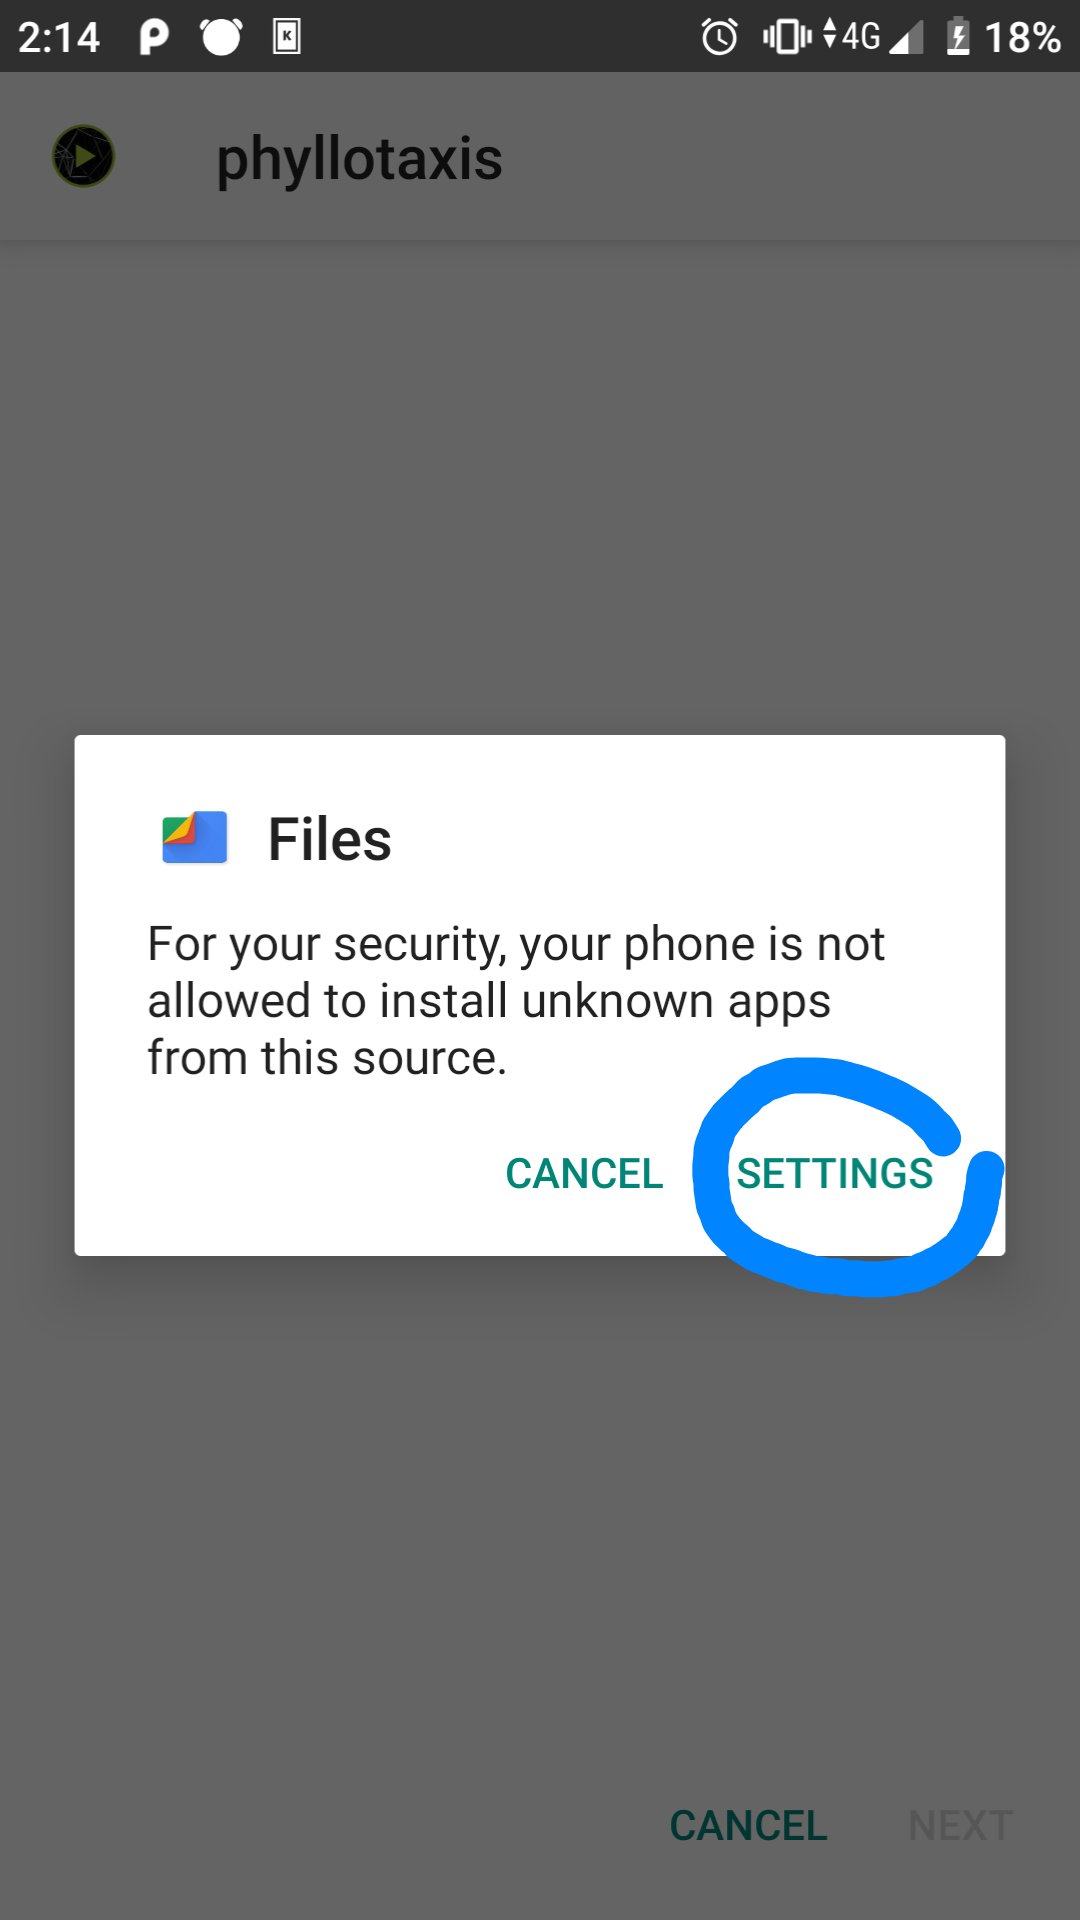 2:14 4G 18%
phyllotaxis
Files
For your security, your phone is not
allowed to install unknown apps
from this source.
CANCEL SETTINGS
CANCEL NEXT